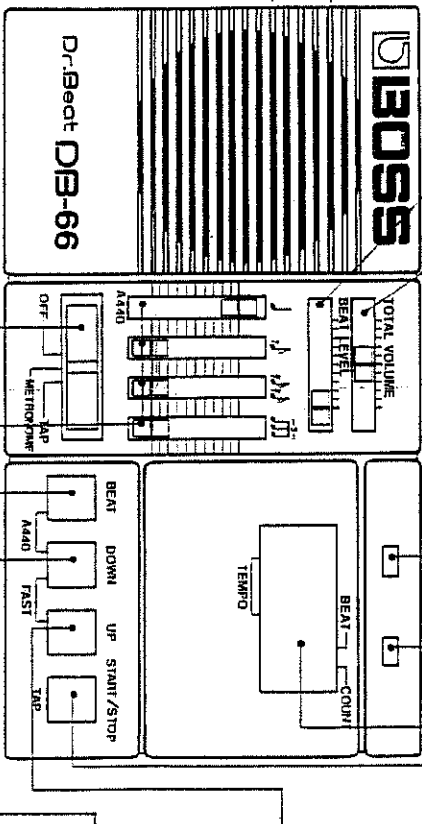 BOSS
Dr.Beat DB-66
TOTAL VOLUME
BEAT LEVEL
A440
OFF
TAP
METRONOME
BEAT
COUNT
TEMPO
BEAT
DOWN
UP
START/STOP
A440
FAST
TAP